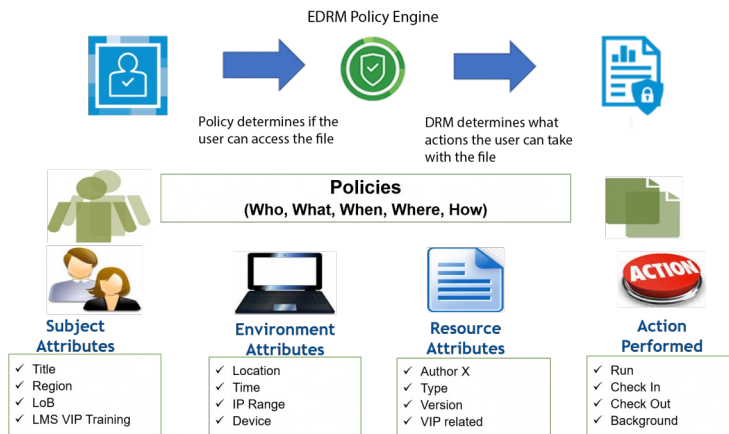 EDRM Policy Engine
Policy determines if the
user can access the file
DRM determines what
actions the user can take
with the file
Policies
(Who, What, When, Where, How)
ACTION
Subject
Attributes
Environment
Attributes
Resource
Attributes
Action
Performed
✓ Title
✓ Region
✓ LoB
✓ LMS VIP Training
✓ Location
✓ Time
✓ IP Range
✓ Device
✓ Author X
✓ Type
✓ Version
✓ VIP related
✓ Run
✓ Check In
✓ Check Out
✓ Background